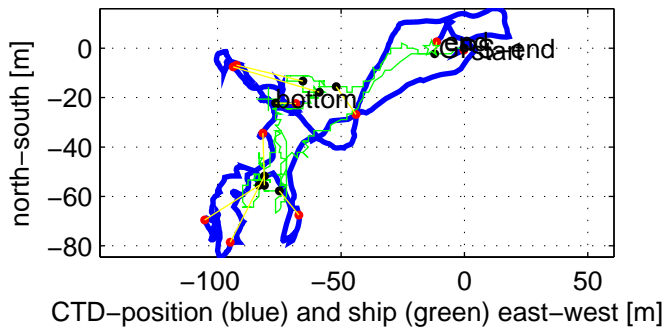 0
−20
−40
−60
−80
north−south [m]
end
start
−end
bottom
−100
−50
0
50
CTD−position (blue) and ship (green) east−west [m]